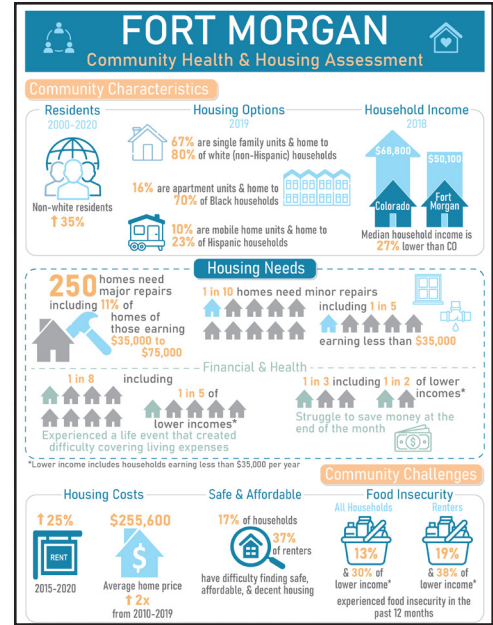 FORT MORGAN
Community Health & Housing Assessment
Community Characteristics
Residents
2000-2020
Non-white residents
↑ 35%
Housing Options
2019
67% are single family units & home to
80% of white (non-Hispanic) households
16% are apartment units & home to
70% of Black households
10% are mobile home units & home to
23% of Hispanic households
Household Income
2018
$68,800
$50,100
Colorado
Fort
Morgan
Median household income is
27% lower than CO
Housing Needs
250 homes need
major repairs
including 11% of
homes of
those earning
$35,000 to
$75,000
1 in 10 homes need minor repairs
including 1 in 5
earning less than $35,000
Financial & Health
1 in 8 including
1 in 5 of
lower incomes*
Experienced a life event that created
difficulty covering living expenses
1 in 3 including 1 in 2 of lower
incomes*
Struggle to save money at the
end of the month
*Lower income includes households earning less than $35,000 per year
Community Challenges
Housing Costs
↑ 25%
RENT
2015-2020
$255,600
$
Average home price
↑ 2x
from 2010-2019
Safe & Affordable
17% of households
37%
of renters
have difficulty finding safe,
affordable, & decent housing
Food Insecurity
All Households
13%
& 30% of
lower income*
Renters
19%
& 38% of
lower income*
experienced food insecurity in the
past 12 months